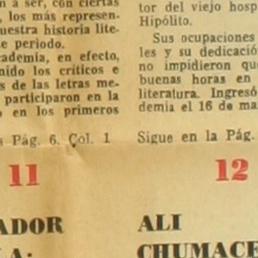 n a ser, con ciertas
, los más represen-
uestra historia lite-
e periodo.
cademia, en efecto,
nido los críticos e
s de las letras me-
participaron en la
o en los primeros
s Pág. 6. Col. 1
11
ADOR
tor del viejo hosp
Hipólito.
Sus ocupaciones
les y su dedicació
no impidieron que
buenas horas en
literatura. Ingresó
demia el 16 de ma
Sigue en la Pág.
12
ALI
CHUMACE